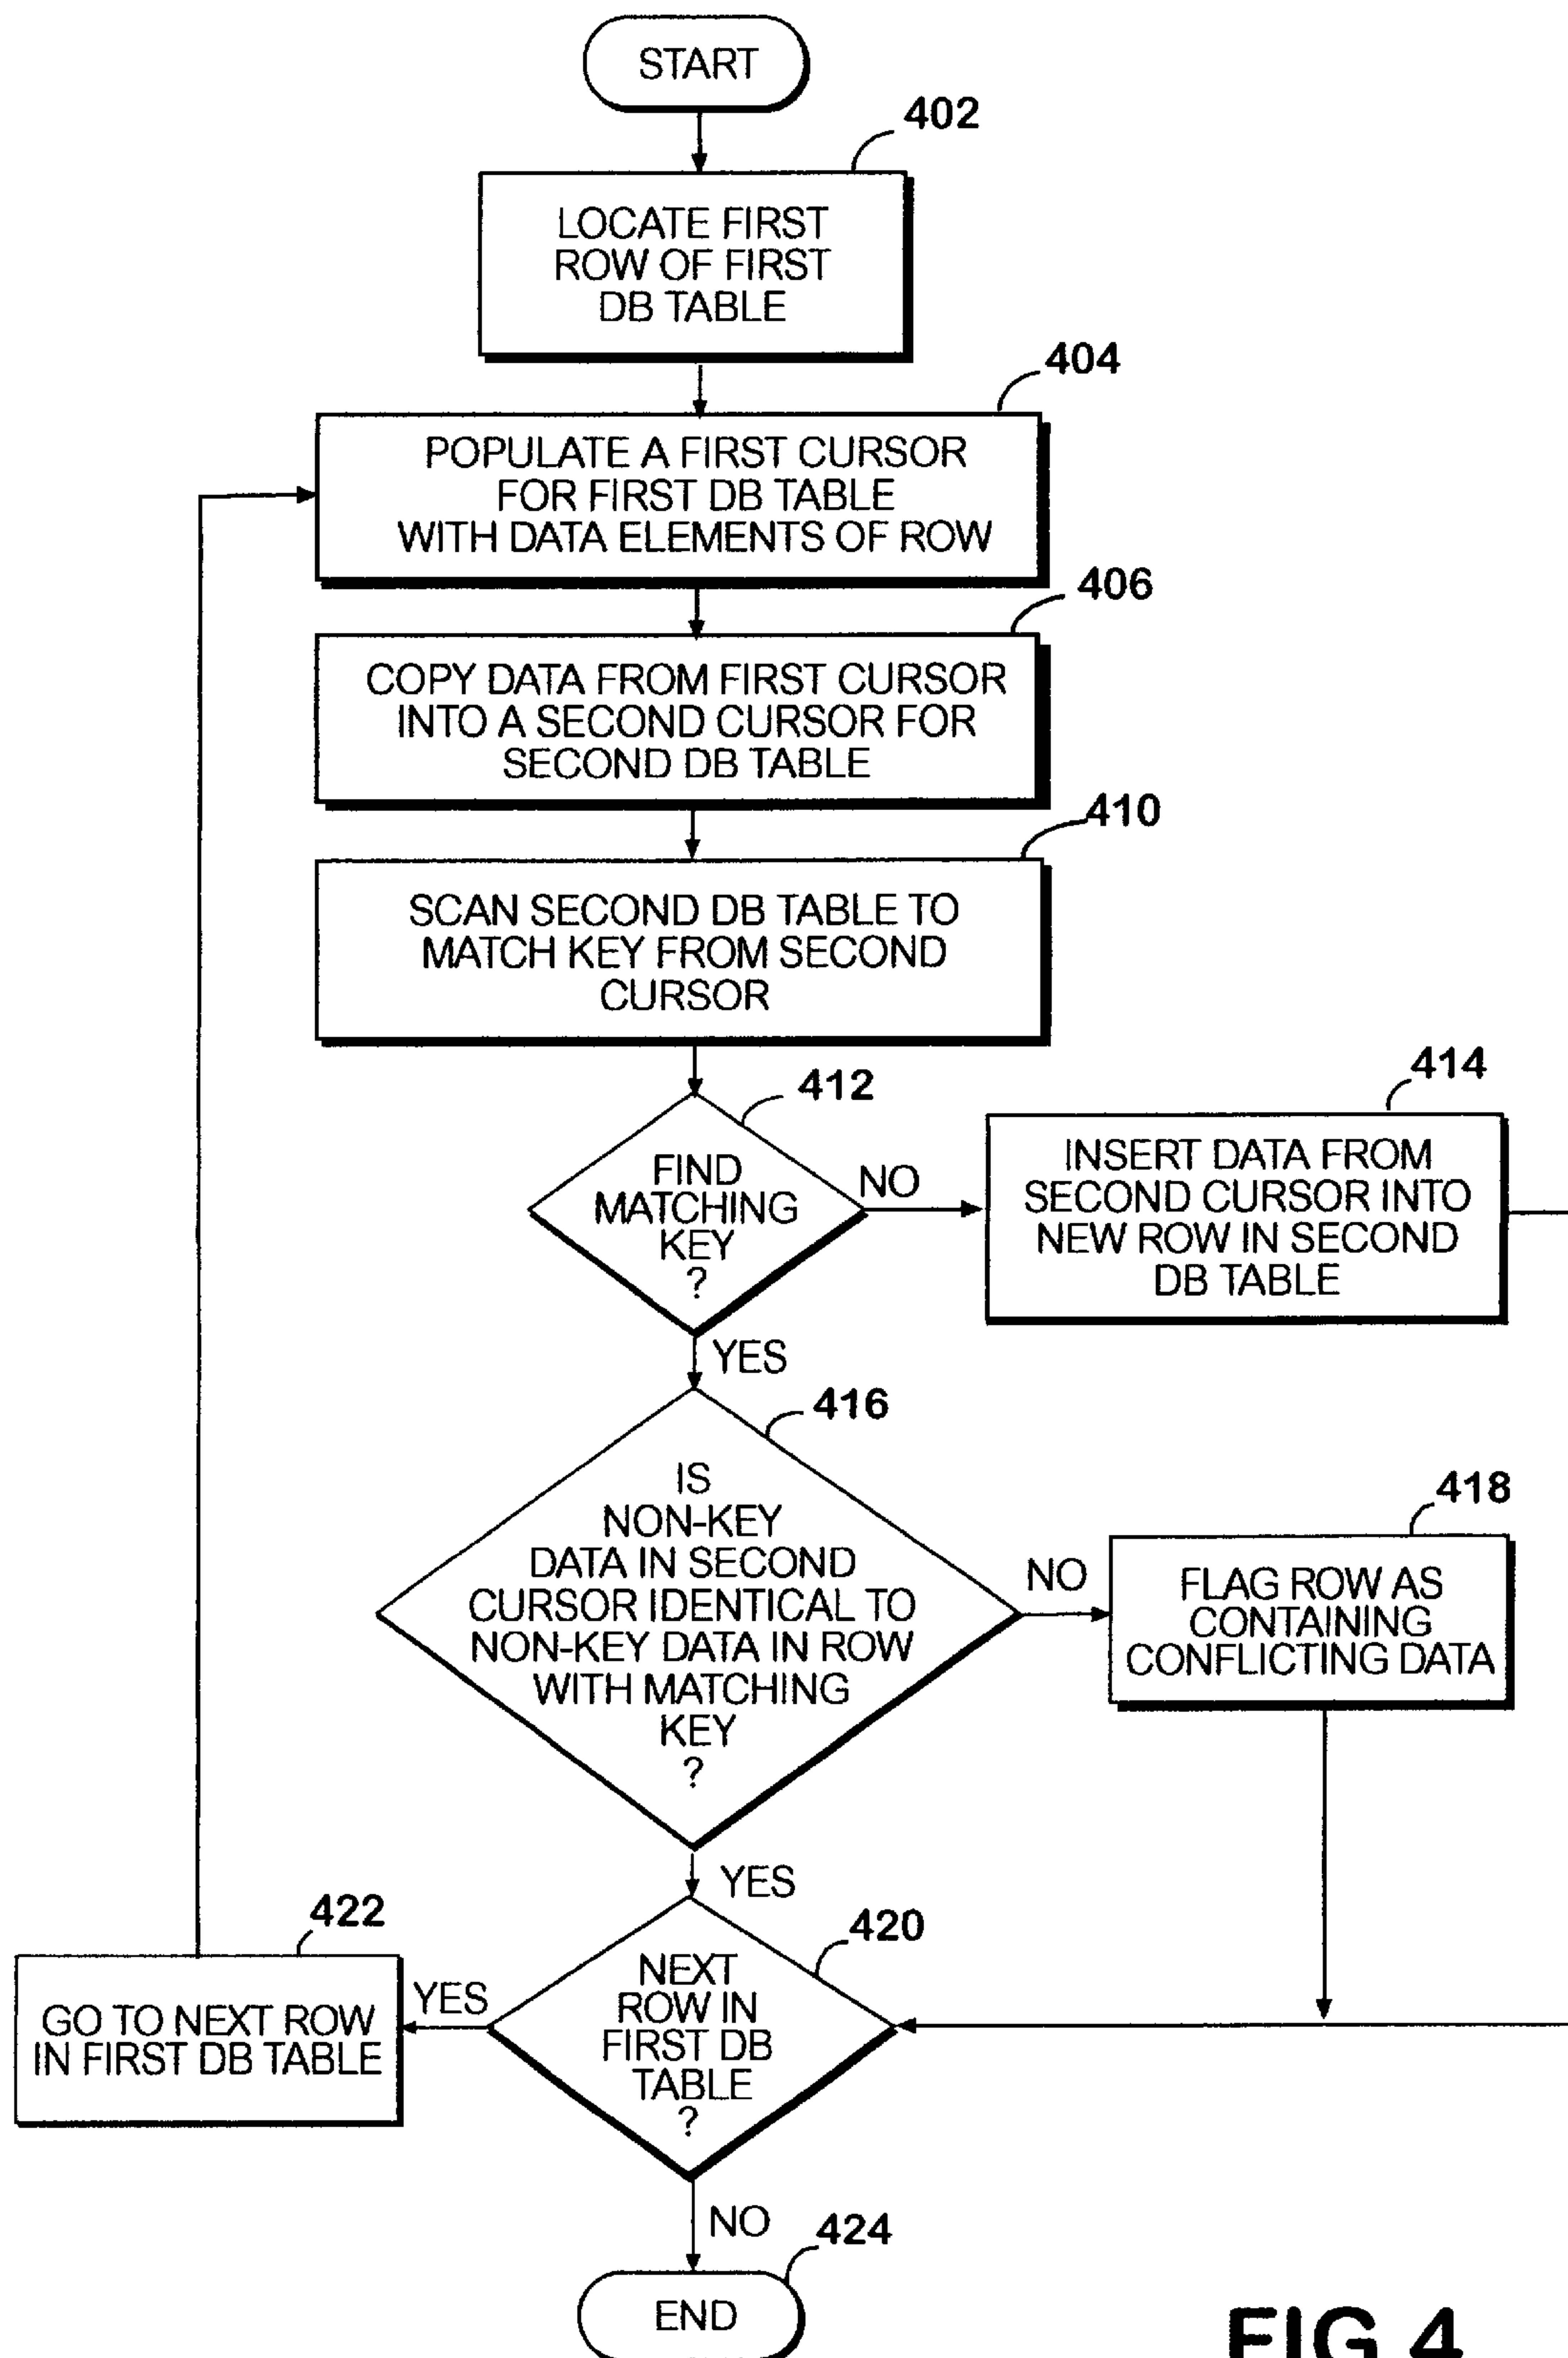 START
402
LOCATE FIRST
ROW OF FIRST
DB TABLE
404
POPULATE A FIRST CURSOR
FOR FIRST DB TABLE
WITH DATA ELEMENTS OF ROW
406
COPY DATA FROM FIRST CURSOR
INTO A SECOND CURSOR FOR
SECOND DB TABLE
410
SCAN SECOND DB TABLE TO
MATCH KEY FROM SECOND
CURSOR
412
FIND
MATCHING
KEY
?
NO
414
INSERT DATA FROM
SECOND CURSOR INTO
NEW ROW IN SECOND
DB TABLE
YES
416
IS
NON-KEY
DATA IN SECOND
CURSOR IDENTICAL TO
NON-KEY DATA IN ROW
WITH MATCHING
KEY
?
NO
418
FLAG ROW AS
CONTAINING
CONFLICTING DATA
YES
420
NEXT
ROW IN
FIRST DB
TABLE
?
YES
422
GO TO NEXT ROW
IN FIRST DB TABLE
NO
424
END
FIG 4